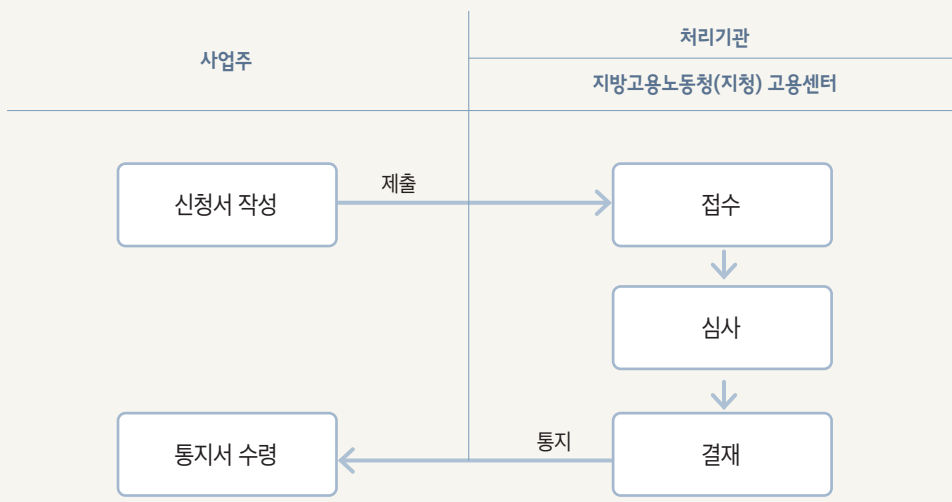 사업주
처리기관
지방고용노동청(지청) 고용센터
신청서 작성
제출
접수
심사
통지서 수령
통지
결재